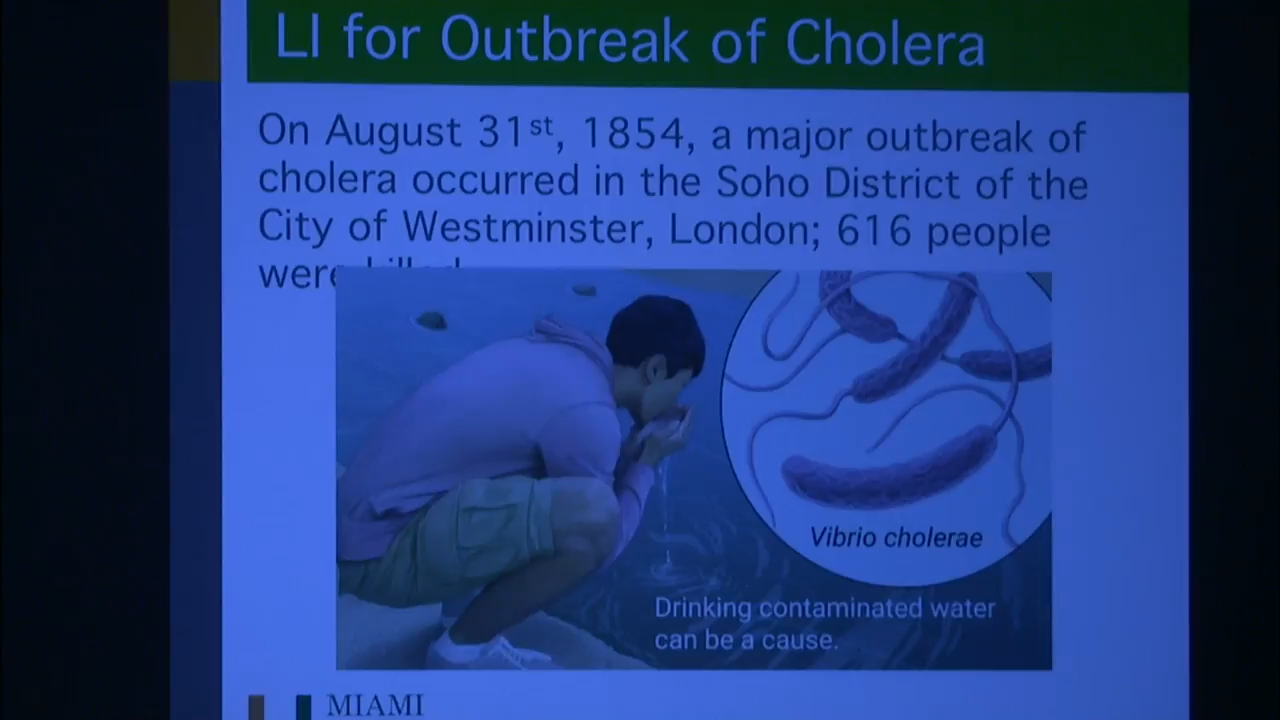 LI for Outbreak of Cholera
On August 31st, 1854, a major outbreak of
cholera occurred in the Soho District of the
City of Westminster, London; 616 people
were killed
Vibrio cholerae
Drinking contaminated water
can be a cause.
MIAMI